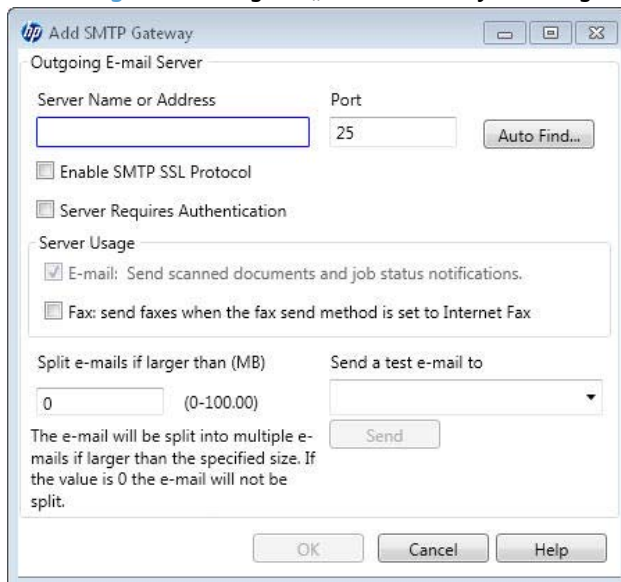 Add SMTP Gateway
Outgoing E-mail Server
Server Name or Address
Port
25
Auto Find...
Enable SMTP SSL Protocol
Server Requires Authentication
Server Usage
E-mail: Send scanned documents and job status notifications.
Fax: send faxes when the fax send method is set to Internet Fax
Split e-mails if larger than (MB)
0
(0-100.00)
The e-mail will be split into multiple e-
mails if larger than the specified size. If
the value is 0 the e-mail will not be
split.
Send a test e-mail to
Send
OK
Cancel
Help